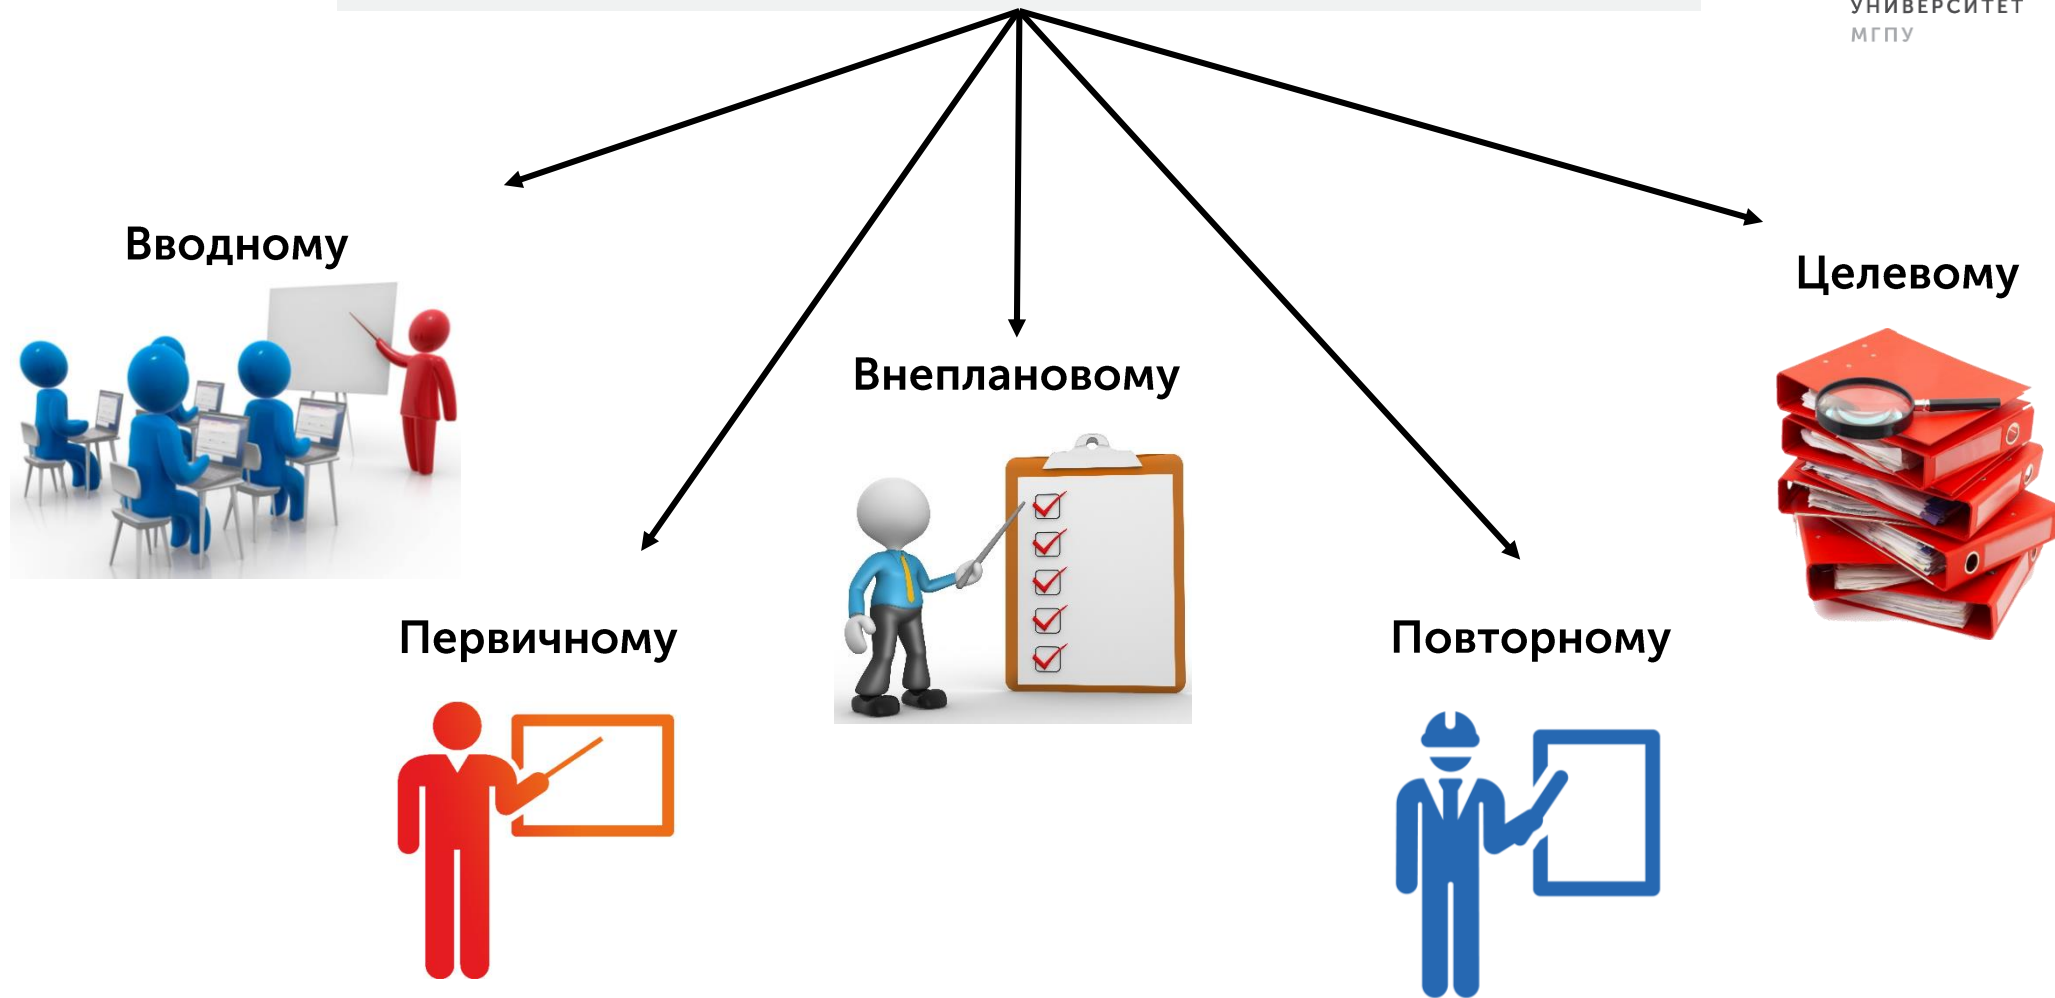 УНИВЕРСИТЕТ
МГПУ
Вводному
Целевому
Внеплановому
Первичному
Повторному